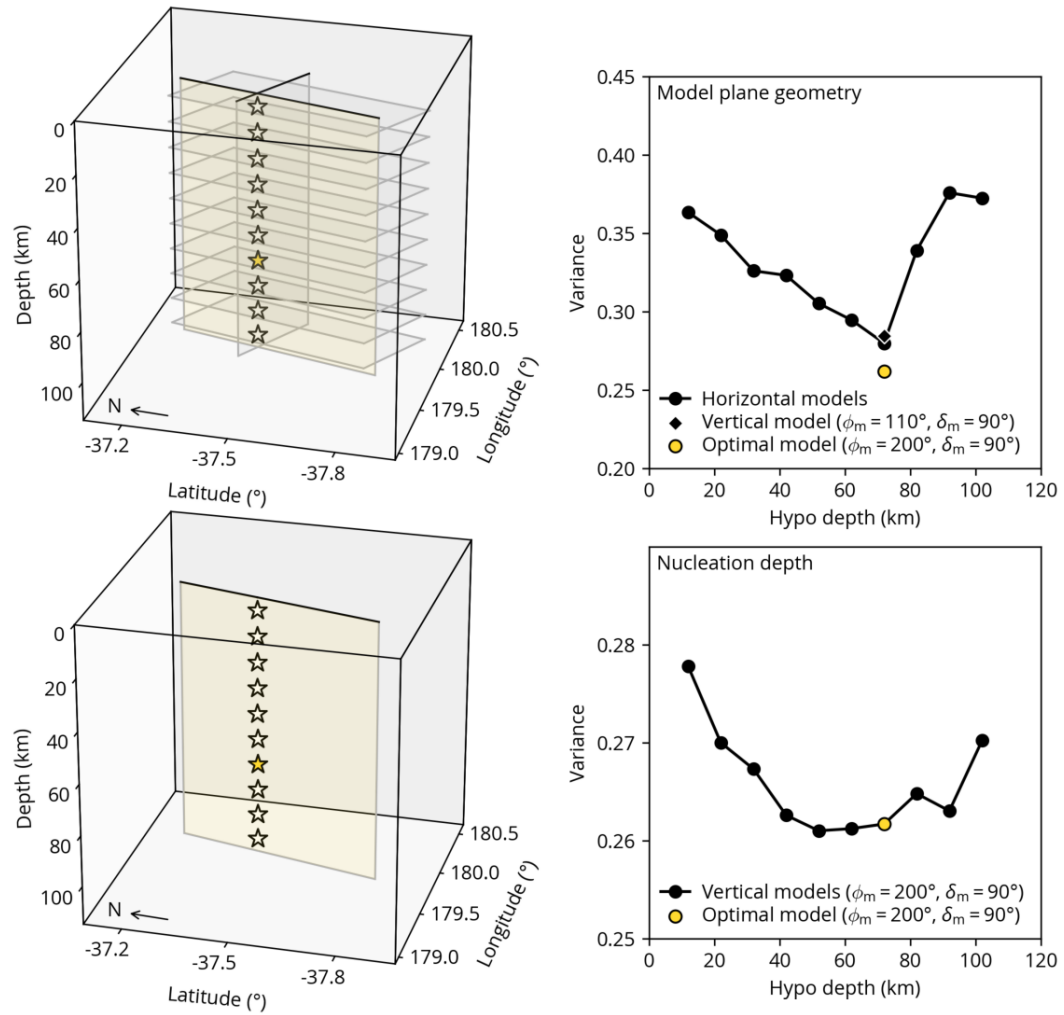 0
20
40
60
80
100
Depth (km)
N
-37.2
-37.5
-37.8
Latitude (°)
179.0
179.5
180.0
180.5
Longitude (°)
Model plane geometry
0.45
0.40
0.35
0.30
0.25
0.20
Variance
Horizontal models
Vertical model (ϕm = 110°, δm = 90°)
Optimal model (ϕm = 200°, δm = 90°)
0 20 40 60 80 100 120
Hypo depth (km)
0
20
40
60
80
100
Depth (km)
N
-37.2
-37.5
-37.8
Latitude (°)
179.0
179.5
180.0
180.5
Longitude (°)
Nucleation depth
0.28
0.27
0.26
0.25
Variance
Vertical models (ϕm = 200°, δm = 90°)
Optimal model (ϕm = 200°, δm = 90°)
0 20 40 60 80 100 120
Hypo depth (km)